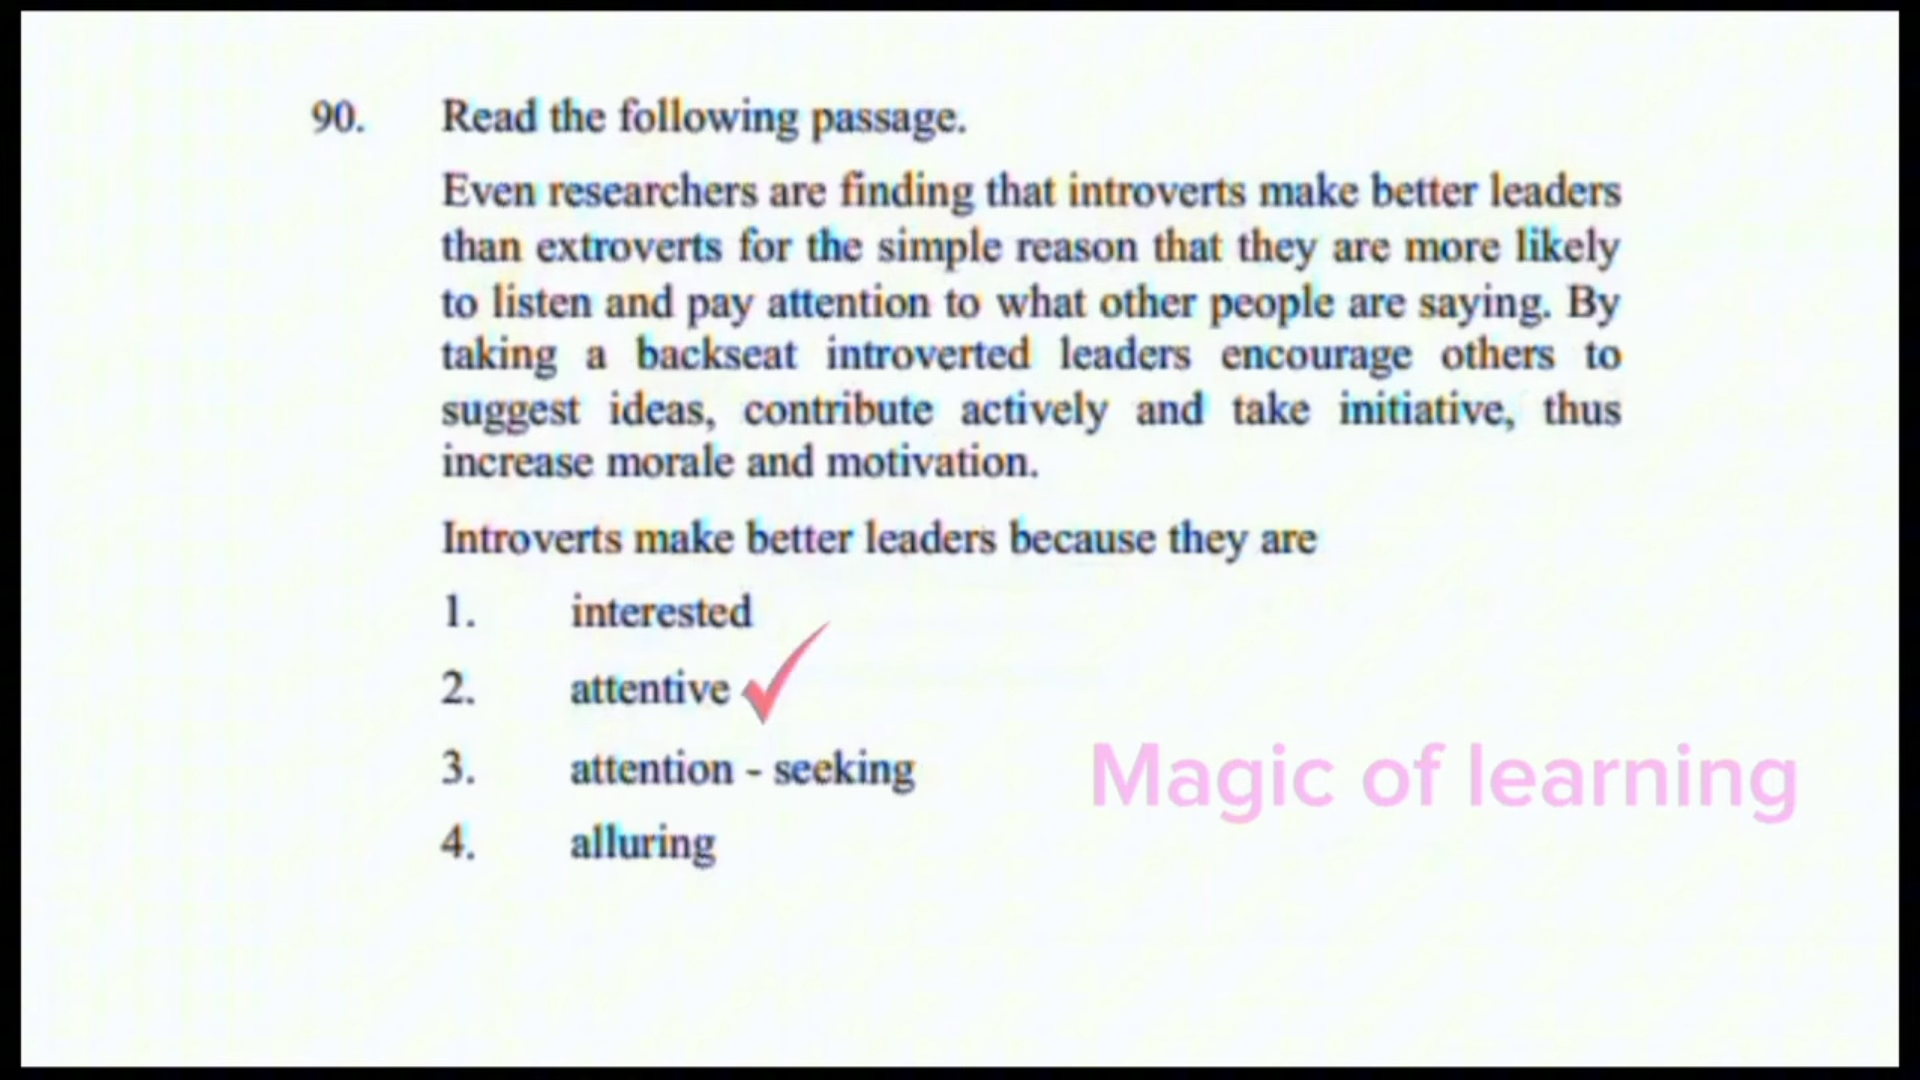 90. Read the following passage.
Even researchers are finding that introverts make better leaders
than extroverts for the simple reason that they are more likely
to listen and pay attention to what other people are saying. By
taking a backseat introverted leaders encourage others to
suggest ideas, contribute actively and take initiative, thus
increase morale and motivation.
Introverts make better leaders because they are
1. interested
2. attentive
3. attention - seeking
4. alluring
Magic of learning